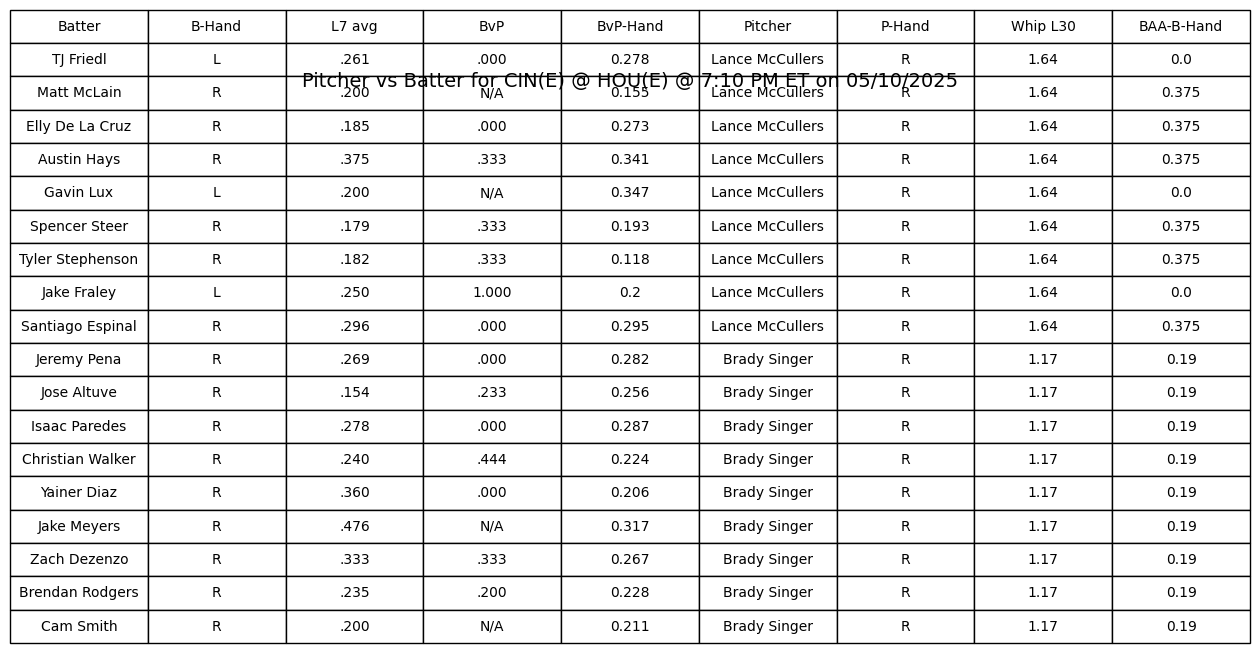 Batter B-Hand L7 avg BvP BvP-Hand Pitcher P-Hand Whip L30 BAA-B-Hand
TJ Friedl L .261 .000 0.278 Lance McCullers R 1.64 0.0
Pitcher vs Batter for CIN(E) @ HOU(E) @ 7:10 PM ET on 05/10/2025
Matt McLain R .200 N/A 0.155 Lance McCullers R 1.64 0.375
Elly De La Cruz R .185 .000 0.273 Lance McCullers R 1.64 0.375
Austin Hays R .375 .333 0.341 Lance McCullers R 1.64 0.375
Gavin Lux L .200 N/A 0.347 Lance McCullers R 1.64 0.0
Spencer Steer R .179 .333 0.193 Lance McCullers R 1.64 0.375
Tyler Stephenson R .182 .333 0.118 Lance McCullers R 1.64 0.375
Jake Fraley L .250 1.000 0.2 Lance McCullers R 1.64 0.0
Santiago Espinal R .296 .000 0.295 Lance McCullers R 1.64 0.375
Jeremy Pena R .269 .000 0.282 Brady Singer R 1.17 0.19
Jose Altuve R .154 .233 0.256 Brady Singer R 1.17 0.19
Isaac Paredes R .278 .000 0.287 Brady Singer R 1.17 0.19
Christian Walker R .240 .444 0.224 Brady Singer R 1.17 0.19
Yainer Diaz R .360 .000 0.206 Brady Singer R 1.17 0.19
Jake Meyers R .476 N/A 0.317 Brady Singer R 1.17 0.19
Zach Dezenzo R .333 .333 0.267 Brady Singer R 1.17 0.19
Brendan Rodgers R .235 .200 0.228 Brady Singer R 1.17 0.19
Cam Smith R .200 N/A 0.211 Brady Singer R 1.17 0.19